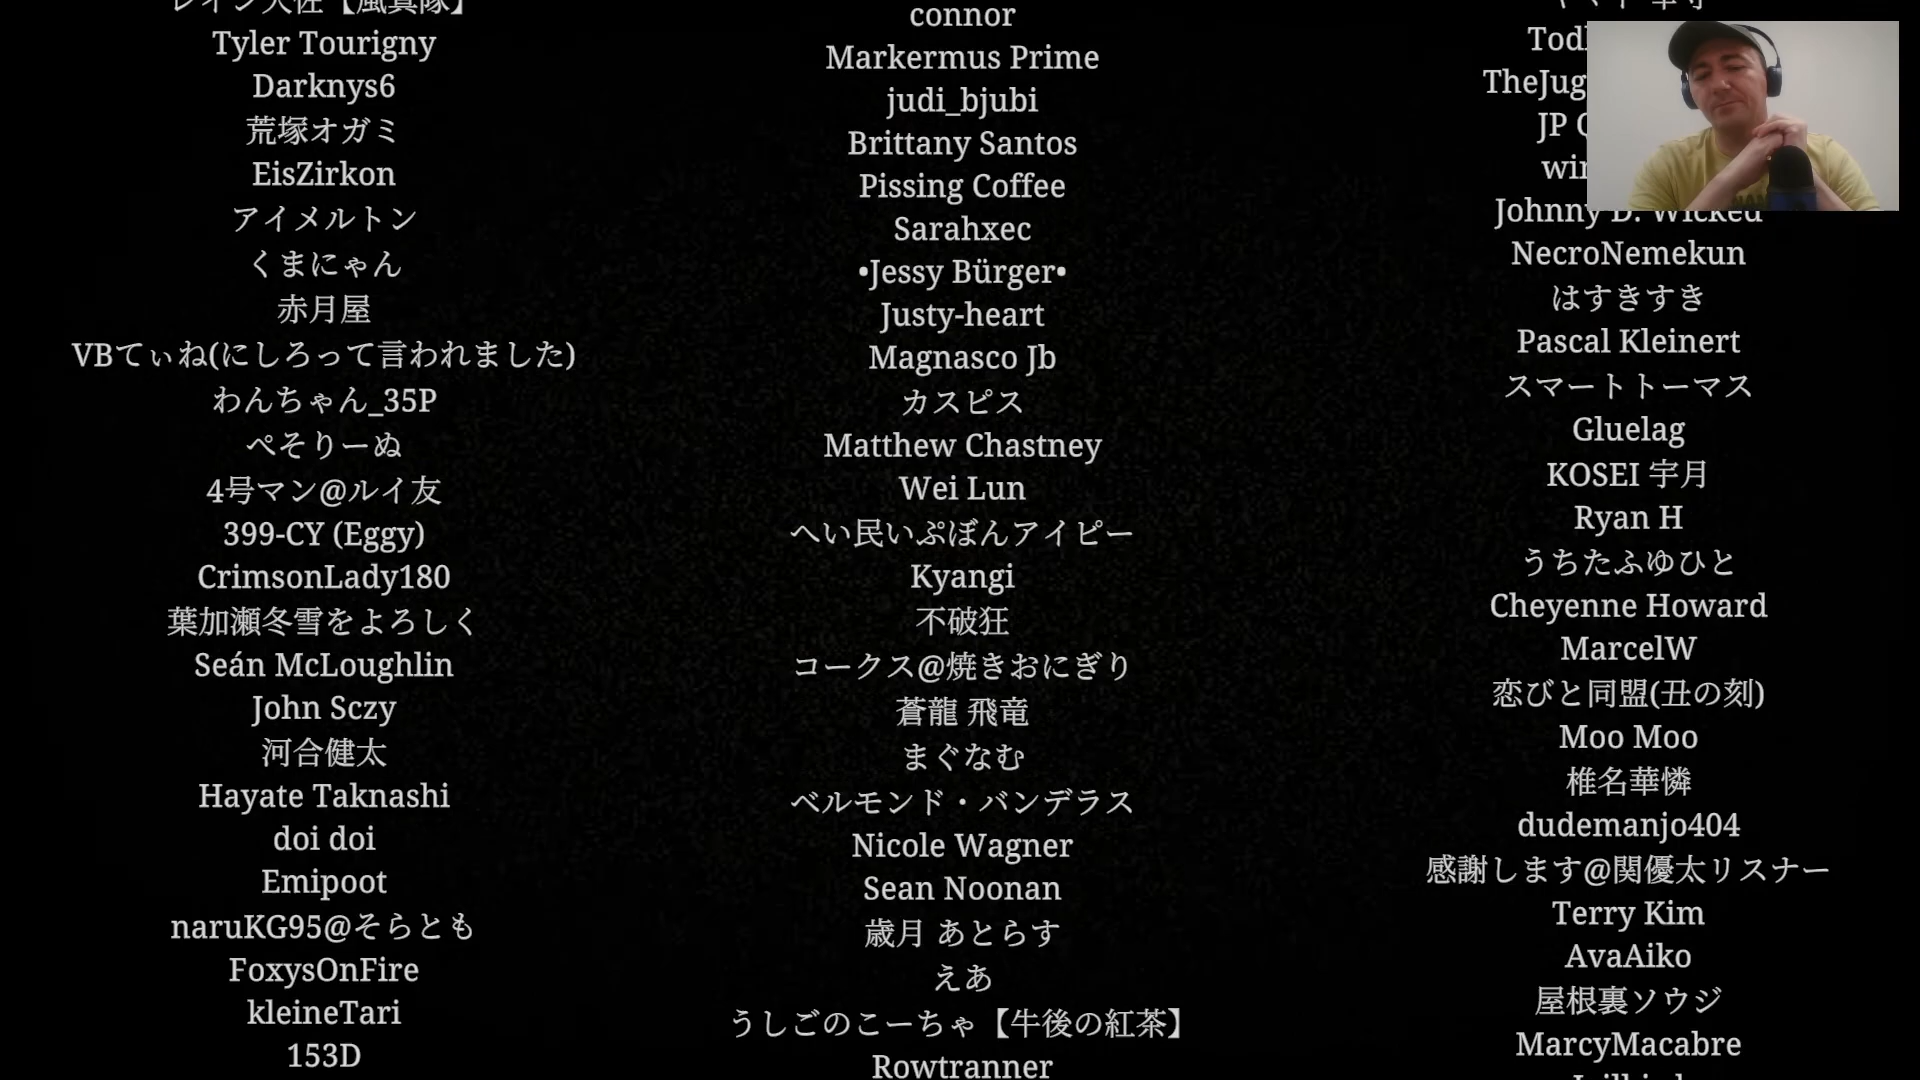 レイン大佐【風真隊】
Tyler Tourigny
Darknys6
荒塚オガミ
EisZirkon
アイメルトン
くまにゃん
赤月屋
VBてぃね(にしろって言われました)
わんちゃん_35P
ぺそりーぬ
4号マン@ルイ友
399-CY (Eggy)
CrimsonLady180
葉加瀬冬雪をよろしく
Seán McLoughlin
John Sczy
河合健太
Hayate Taknashi
doi doi
Emipoot
naruKG95@そらとも
FoxysOnFire
kleineTari
153D
connor
Markermus Prime
judi_bjubi
Brittany Santos
Pissing Coffee
Sarahxec
•Jessy Bürger•
Justy-heart
Magnasco Jb
カスピス
Matthew Chastney
Wei Lun
へい民いぷぼんアイピー
Kyangi
不破狂
コークス@焼きおにぎり
蒼龍 飛竜
まぐなむ
ベルモンド・バンデラス
Nicole Wagner
Sean Noonan
歳月 あとらす
えあ
うしごのこーちゃ【牛後の紅茶】
Rowtranner
JP
Johnny D. Wicked
NecroNemekun
はすきすき
Pascal Kleinert
スマートトーマス
Gluelag
KOSEI 宇月
Ryan H
うちたふゆひと
Cheyenne Howard
MarcelW
恋びと同盟(丑の刻)
Moo Moo
椎名華憐
dudemanjo404
感謝します@関優太リスナー
Terry Kim
AvaAiko
屋根裏ソウジ
MarcyMacabre